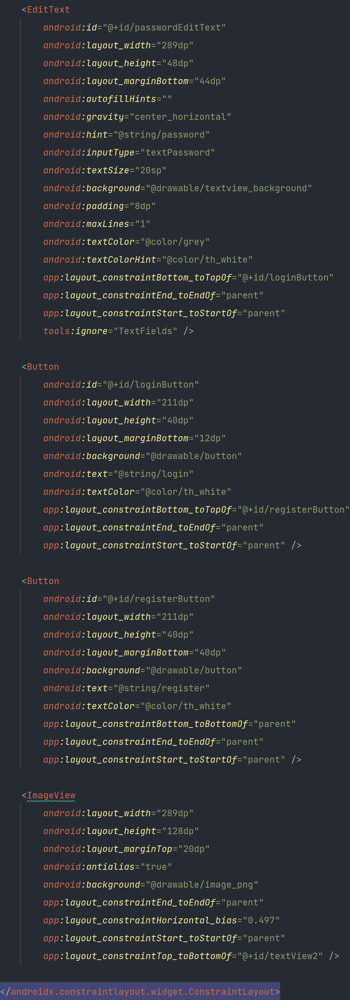 <EditText
android:id="@+id/passwordEditText"
android:layout_width="289dp"
android:layout_height="48dp"
android:layout_marginBottom="44dp"
android:autofillHints=""
android:gravity="center_horizontal"
android:hint="@string/password"
android:inputType="textPassword"
android:textSize="20sp"
android:background="@drawable/textview_background"
android:padding="8dp"
android:maxLines="1"
android:textColor="@color/grey"
android:textColorHint="@color/th_white"
app:layout_constraintBottom_toTopOf="@+id/loginButton"
app:layout_constraintEnd_toEndOf="parent"
app:layout_constraintStart_toStartOf="parent"
tools:ignore="TextFields" />
<Button
android:id="@+id/loginButton"
android:layout_width="211dp"
android:layout_height="40dp"
android:layout_marginBottom="12dp"
android:background="@drawable/button"
android:text="@string/login"
android:textColor="@color/th_white"
app:layout_constraintBottom_toTopOf="@+id/registerButton"
app:layout_constraintEnd_toEndOf="parent"
app:layout_constraintStart_toStartOf="parent" />
<Button
android:id="@+id/registerButton"
android:layout_width="211dp"
android:layout_height="40dp"
android:layout_marginBottom="40dp"
android:background="@drawable/button"
android:text="@string/register"
android:textColor="@color/th_white"
app:layout_constraintBottom_toBottomOf="parent"
app:layout_constraintEnd_toEndOf="parent"
app:layout_constraintStart_toStartOf="parent" />
<ImageView
android:layout_width="289dp"
android:layout_height="128dp"
android:layout_marginTop="20dp"
android:antialias="true"
android:background="@drawable/image_png"
app:layout_constraintEnd_toEndOf="parent"
app:layout_constraintHorizontal_bias="0.497"
app:layout_constraintStart_toStartOf="parent"
app:layout_constraintTop_toBottomOf="@+id/textView2" />
</androidx.constraintlayout.widget.ConstraintLayout>